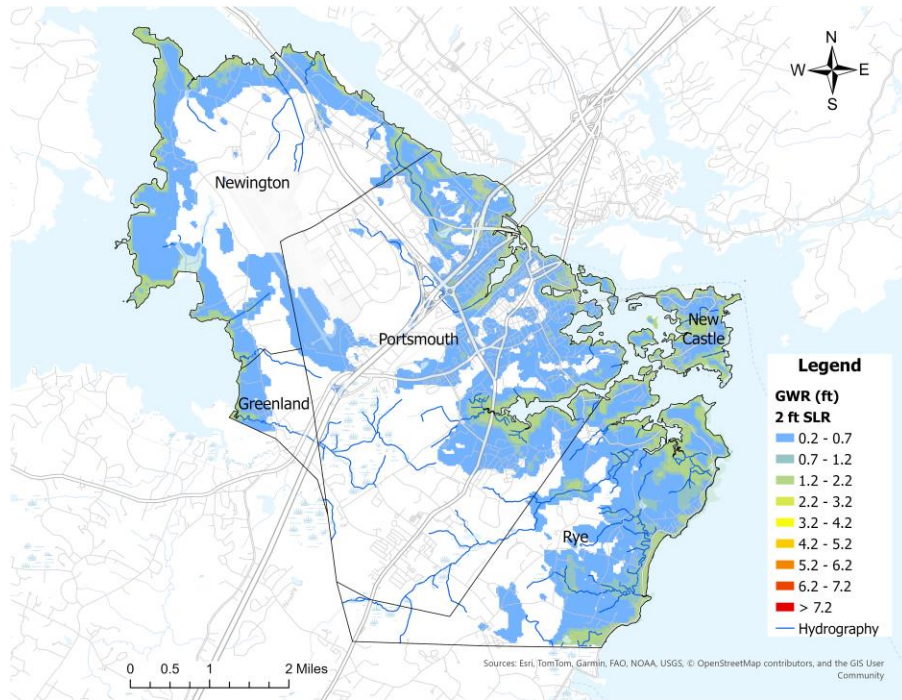 N
W E
S
Newington
Portsmouth
New
Castle
Greenland
Rye
Legend
GWR (ft)
2 ft SLR
0.2 - 0.7
0.7 - 1.2
1.2 - 2.2
2.2 - 3.2
3.2 - 4.2
4.2 - 5.2
5.2 - 6.2
6.2 - 7.2
> 7.2
Hydrography
0 0.5 1 2 Miles
Sources: Esri, TomTom, Garmin, FAO, NOAA, USGS, © OpenStreetMap contributors, and the GIS User
Community